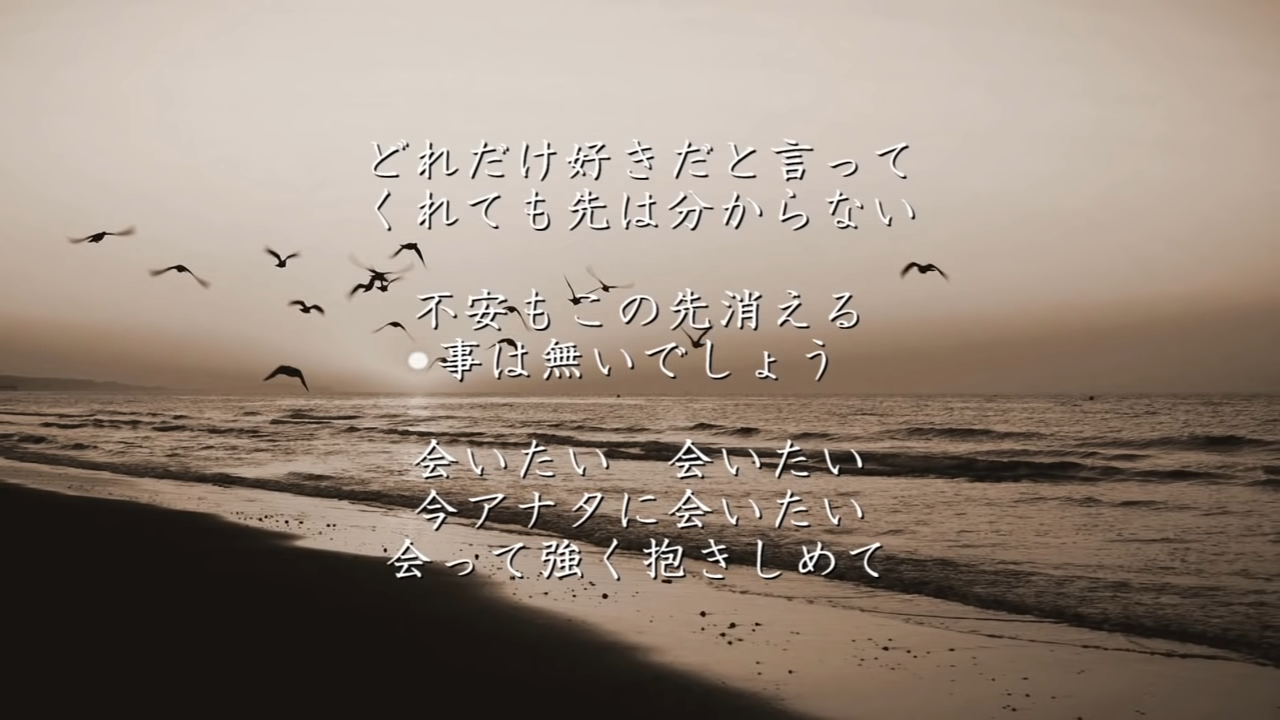 どれだけ好きだと言って
くれても先は分からない
不安もこの先消える
事は無いでしょう
会いたい　会いたい
今アナタに会いたい
会って強く抱きしめて